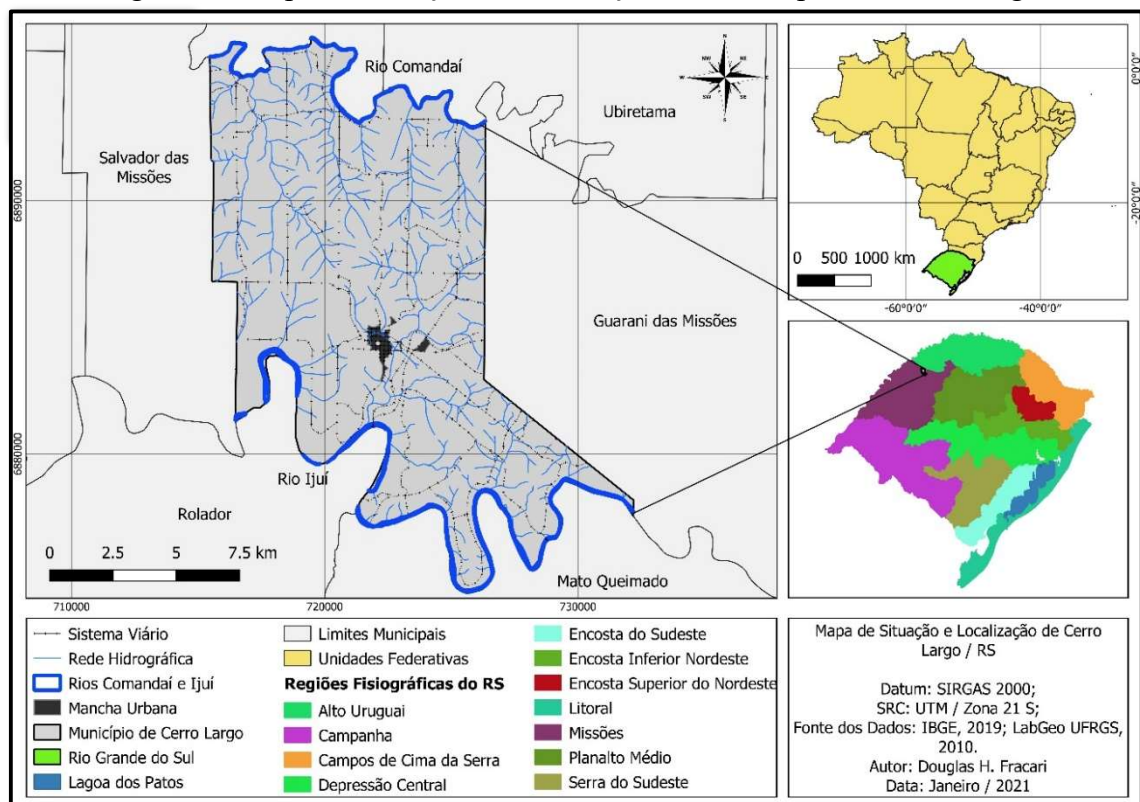 Rio Comandaí
Ubiretama
Salvador das
Missões
Guarani das Missões
Rio Ijuí
Rolador
Mato Queimado
NW
N
NE
W
E
SW
S
SE
6890000
6880000
0 2.5 5 7.5 km
710000 720000 730000
0°0'0"
-20°0'0"
0 500 1000 km
-60°0'0" -40°0'0"
Sistema Viário
Rede Hidrográfica
Rios Comandaí e Ijuí
Mancha Urbana
Município de Cerro Largo
Rio Grande do Sul
Lagoa dos Patos
Limites Municipais
Unidades Federativas
Regiões Fisiográficas do RS
Alto Uruguai
Campanha
Campos de Cima da Serra
Depressão Central
Encosta do Sudeste
Encosta Inferior Nordeste
Encosta Superior do Nordeste
Litoral
Missões
Planalto Médio
Serra do Sudeste
Mapa de Situação e Localização de Cerro
Largo / RS
Datum: SIRGAS 2000;
SRC: UTM / Zona 21 S;
Fonte dos Dados: IBGE, 2019; LabGeo UFRGS,
2010.
Autor: Douglas H. Fracari
Data: Janeiro / 2021